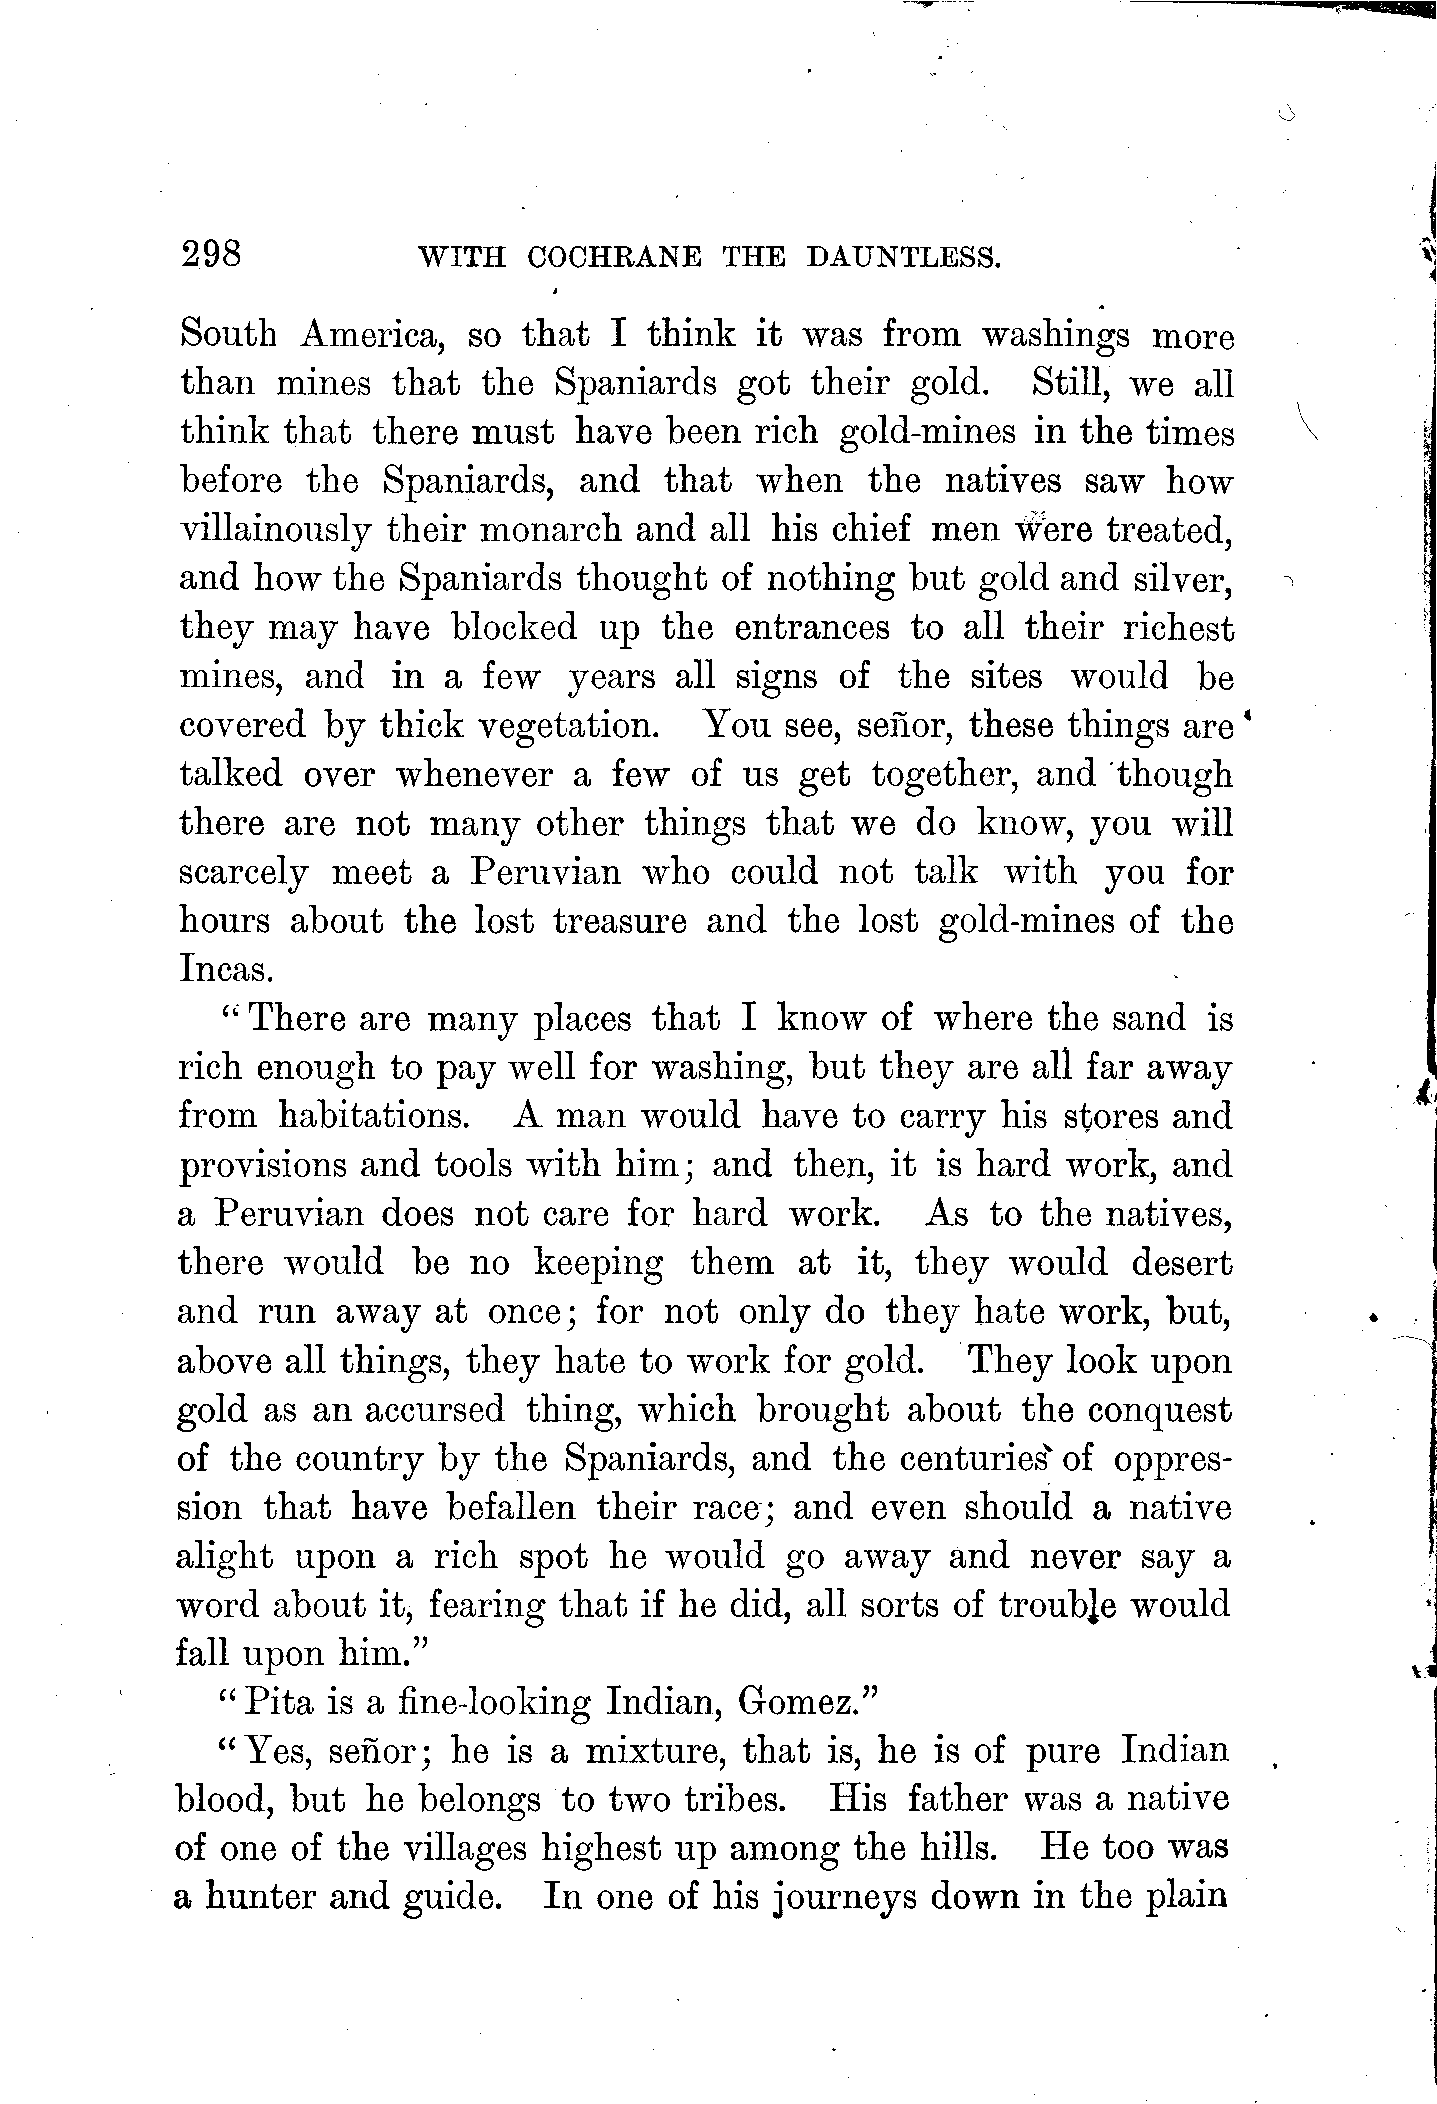 298 WITH COCHRANE THE DAUNTLESS.
South America, so that I think it was from washings more
than mines that the Spaniards got their gold. Still, we all
think that there must have been rich gold-mines in the times
before the Spaniards, and that when the natives saw how
villainously their monarch and all his chief men were treated,
and how the Spaniards thought of nothing but gold and silver,
they may have blocked up the entrances to all their richest
mines, and in a few years all signs of the sites would be
covered by thick vegetation. You see, señor, these things are
talked over whenever a few of us get together, and though
there are not many other things that we do know, you will
scarcely meet a Peruvian who could not talk with you for
hours about the lost treasure and the lost gold-mines of the
Incas.
“There are many places that I know of where the sand is
rich enough to pay well for washing, but they are all far away
from habitations. A man would have to carry his stores and
provisions and tools with him; and then, it is hard work, and
a Peruvian does not care for hard work. As to the natives,
there would be no keeping them at it, they would desert
and run away at once; for not only do they hate work, but,
above all things, they hate to work for gold. They look upon
gold as an accursed thing, which brought about the conquest
of the country by the Spaniards, and the centuries of oppres-
sion that have befallen their race; and even should a native
alight upon a rich spot he would go away and never say a
word about it, fearing that if he did, all sorts of trouble would
fall upon him.”
“Pita is a fine-looking Indian, Gomez.”
“Yes, señor; he is a mixture, that is, he is of pure Indian
blood, but he belongs to two tribes. His father was a native
of one of the villages highest up among the hills. He too was
a hunter and guide. In one of his journeys down in the plain